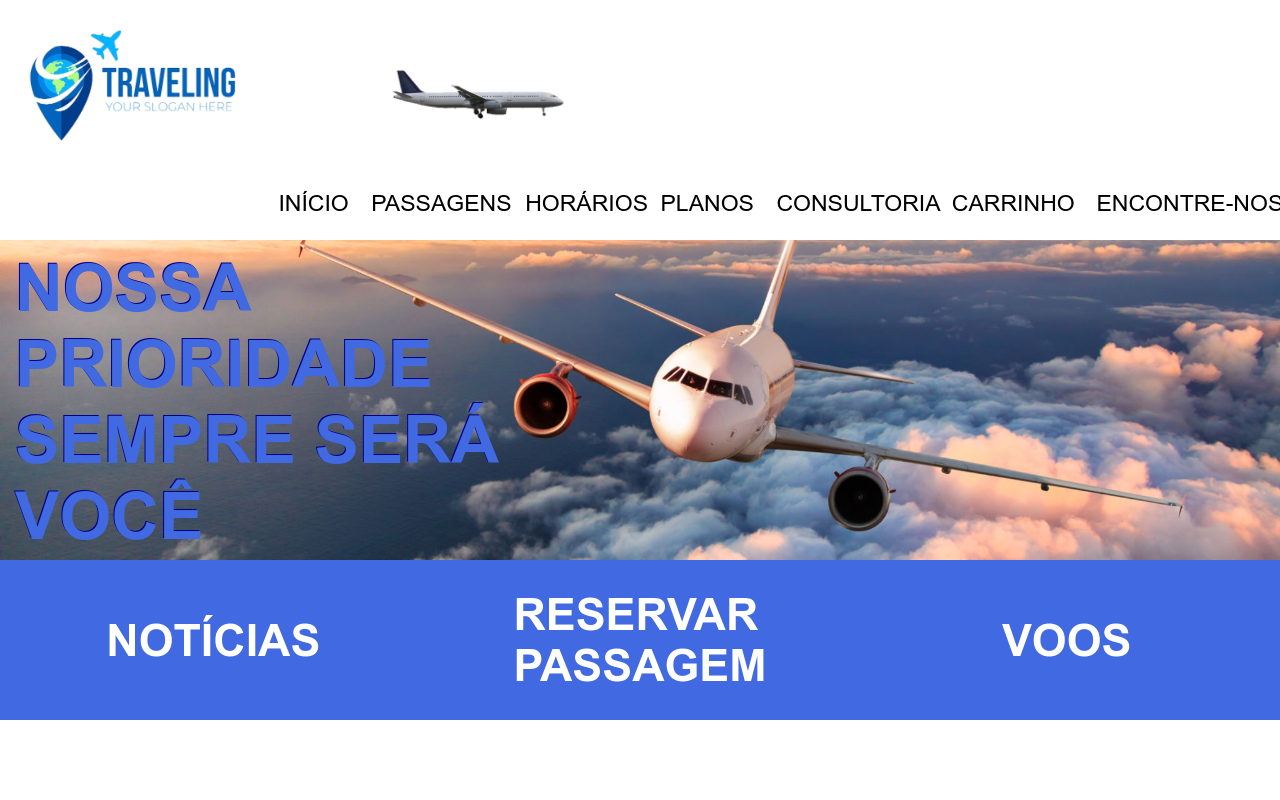 TRAVELING
YOUR SLOGAN HERE
INÍCIO PASSAGENS HORÁRIOS PLANOS CONSULTORIA CARRINHO ENCONTRE-NOS
NOSSA
PRIORIDADE
SEMPRE SERÁ
VOCÊ
NOTÍCIAS
RESERVAR
PASSAGEM
VOOS